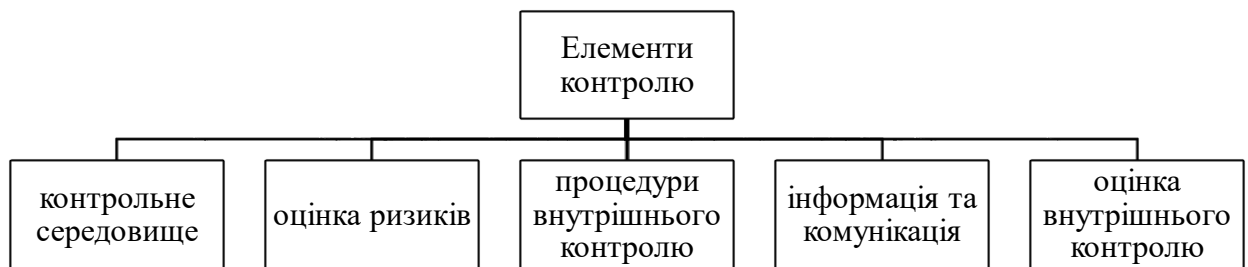 Елементи
контролю
контрольне
середовище
оцінка ризиків
процедури
внутрішнього
контролю
інформація та
комунікація
оцінка
внутрішнього
контролю